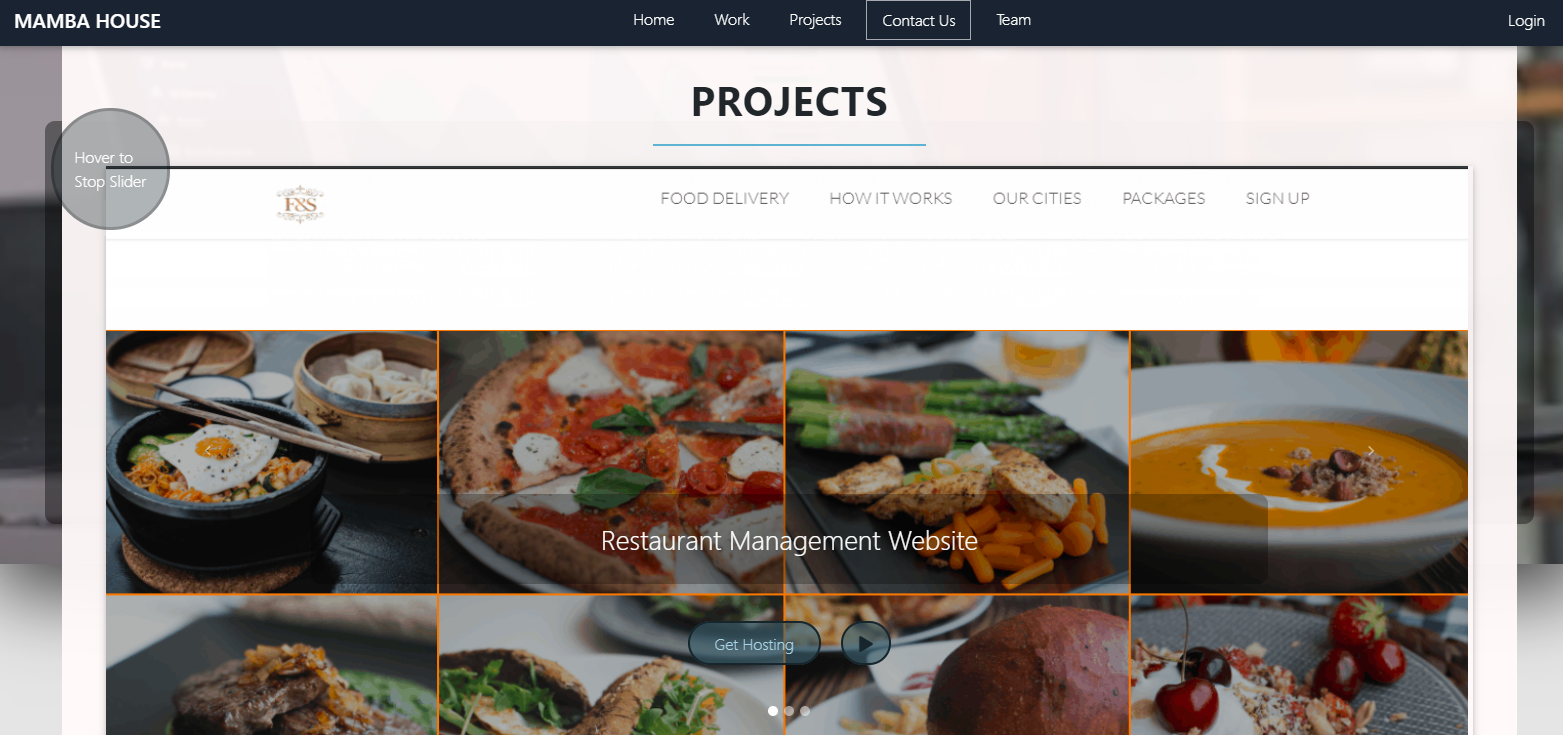 MAMBA HOUSE
Home Work Projects Contact Us Team
Login
PROJECTS
Hover to
Stop Slider
F&S
FOOD DELIVERY HOW IT WORKS OUR CITIES PACKAGES SIGN UP
Restaurant Management Website
Get Hosting